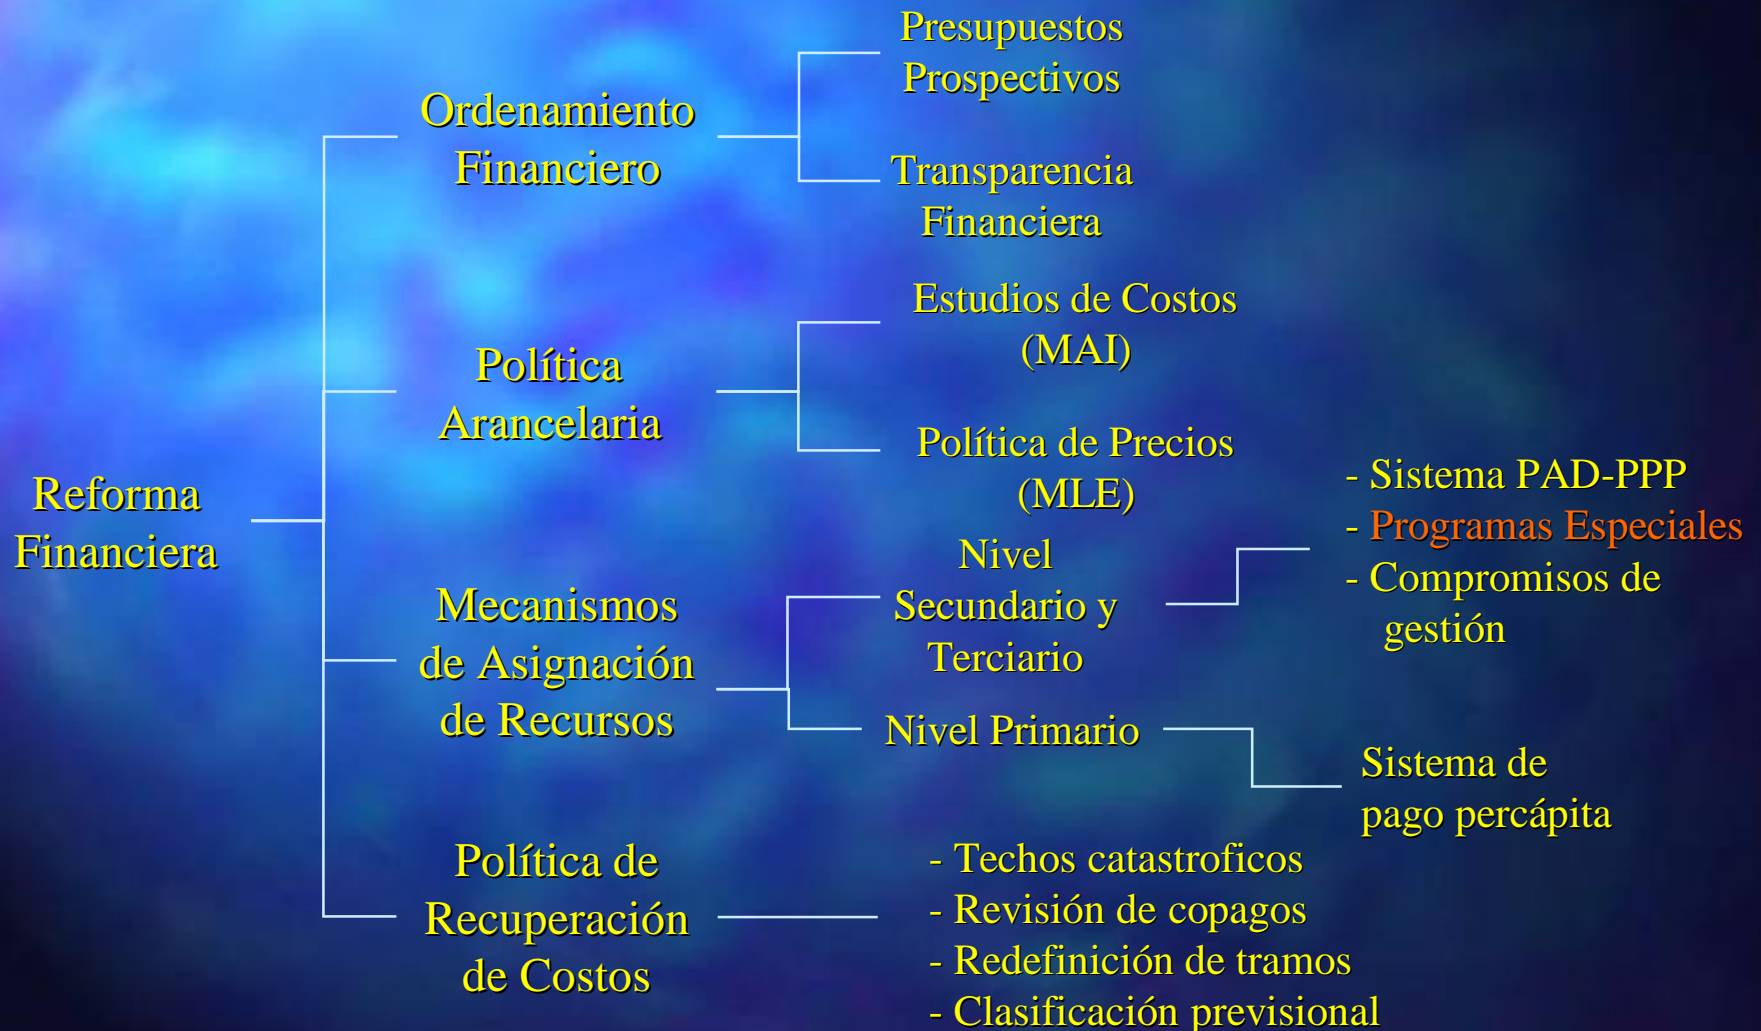 Reforma
Financiera
Ordenamiento
Financiero
Presupuestos
Prospectivos
Transparencia
Financiera
Política
Arancelaria
Estudios de Costos
(MAI)
Política de Precios
(MLE)
Mecanismos
de Asignación
de Recursos
Nivel
Secundario y
Terciario
- Sistema PAD-PPP
- Programas Especiales
- Compromisos de
gestión
Nivel Primario
Sistema de
pago percápita
Política de
Recuperación
de Costos
- Techos catastroficos
- Revisión de copagos
- Redefinición de tramos
- Clasificación previsional